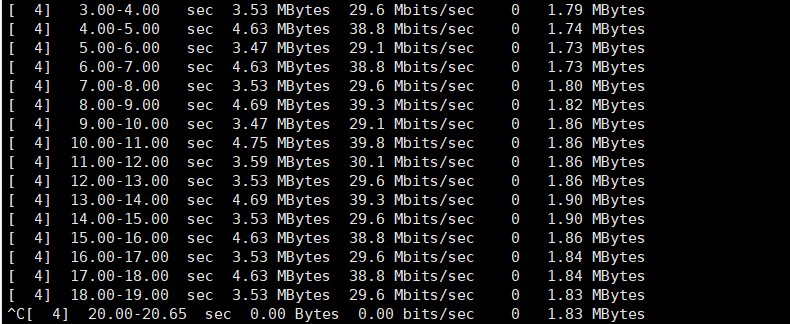 [  4]   3.00-4.00   sec  3.53 MBytes  29.6 Mbits/sec    0   1.79 MBytes
[  4]   4.00-5.00   sec  4.63 MBytes  38.8 Mbits/sec    0   1.74 MBytes
[  4]   5.00-6.00   sec  3.47 MBytes  29.1 Mbits/sec    0   1.73 MBytes
[  4]   6.00-7.00   sec  4.63 MBytes  38.8 Mbits/sec    0   1.73 MBytes
[  4]   7.00-8.00   sec  3.53 MBytes  29.6 Mbits/sec    0   1.80 MBytes
[  4]   8.00-9.00   sec  4.69 MBytes  39.3 Mbits/sec    0   1.82 MBytes
[  4]   9.00-10.00  sec  3.47 MBytes  29.1 Mbits/sec    0   1.86 MBytes
[  4]  10.00-11.00  sec  4.75 MBytes  39.8 Mbits/sec    0   1.86 MBytes
[  4]  11.00-12.00  sec  3.59 MBytes  30.1 Mbits/sec    0   1.86 MBytes
[  4]  12.00-13.00  sec  3.53 MBytes  29.6 Mbits/sec    0   1.86 MBytes
[  4]  13.00-14.00  sec  4.69 MBytes  39.3 Mbits/sec    0   1.90 MBytes
[  4]  14.00-15.00  sec  3.53 MBytes  29.6 Mbits/sec    0   1.90 MBytes
[  4]  15.00-16.00  sec  4.63 MBytes  38.8 Mbits/sec    0   1.86 MBytes
[  4]  16.00-17.00  sec  3.53 MBytes  29.6 Mbits/sec    0   1.84 MBytes
[  4]  17.00-18.00  sec  4.63 MBytes  38.8 Mbits/sec    0   1.84 MBytes
[  4]  18.00-19.00  sec  3.53 MBytes  29.6 Mbits/sec    0   1.83 MBytes
^C[  4]  20.00-20.65  sec  0.00 Bytes  0.00 bits/sec    0   1.83 MBytes